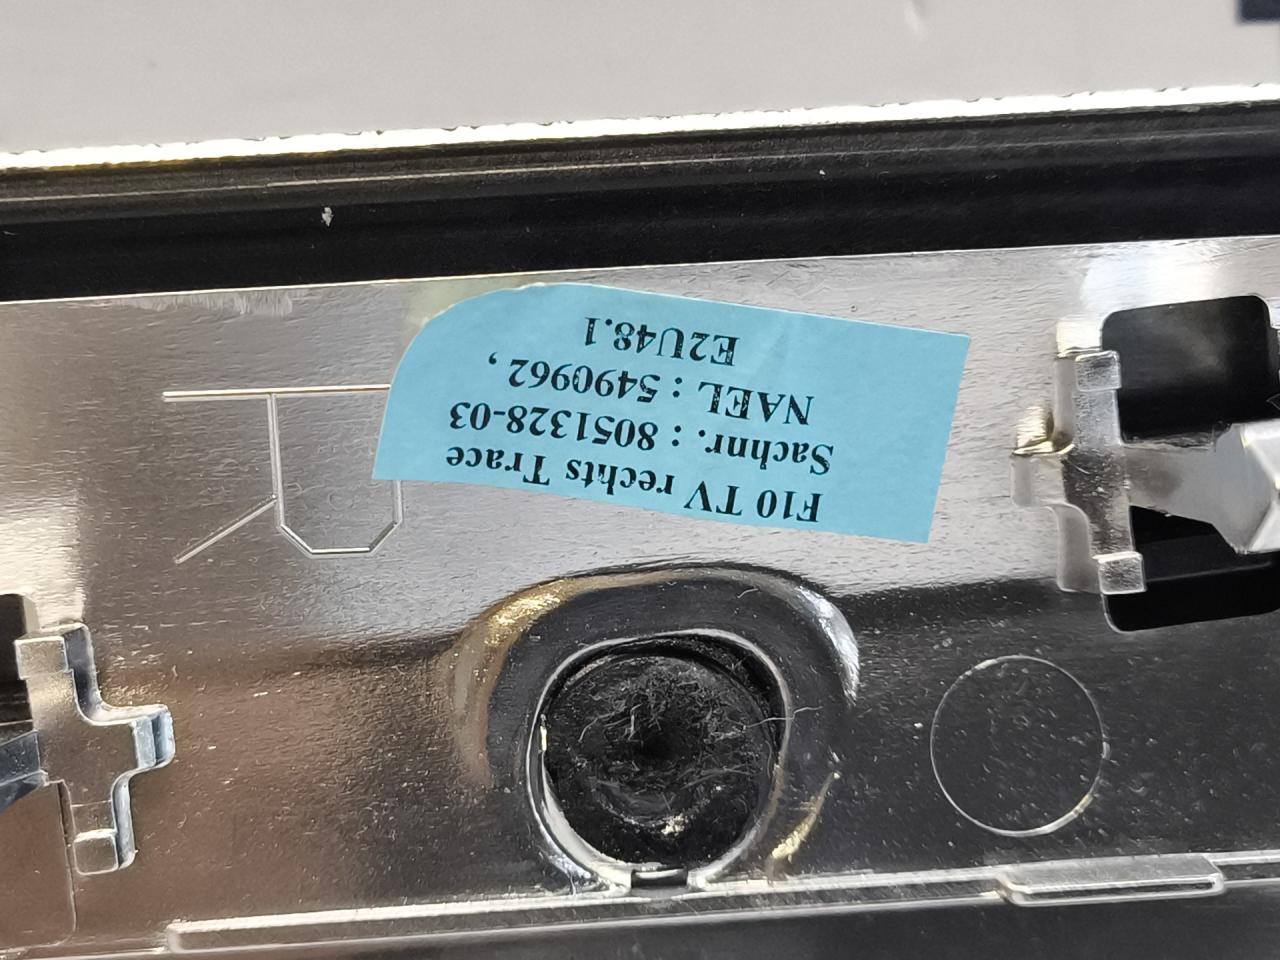 F10 TV rechts Trace
Sachnr. : 8051328-03
NAEL : 5490962 ,
E2U48.1
R